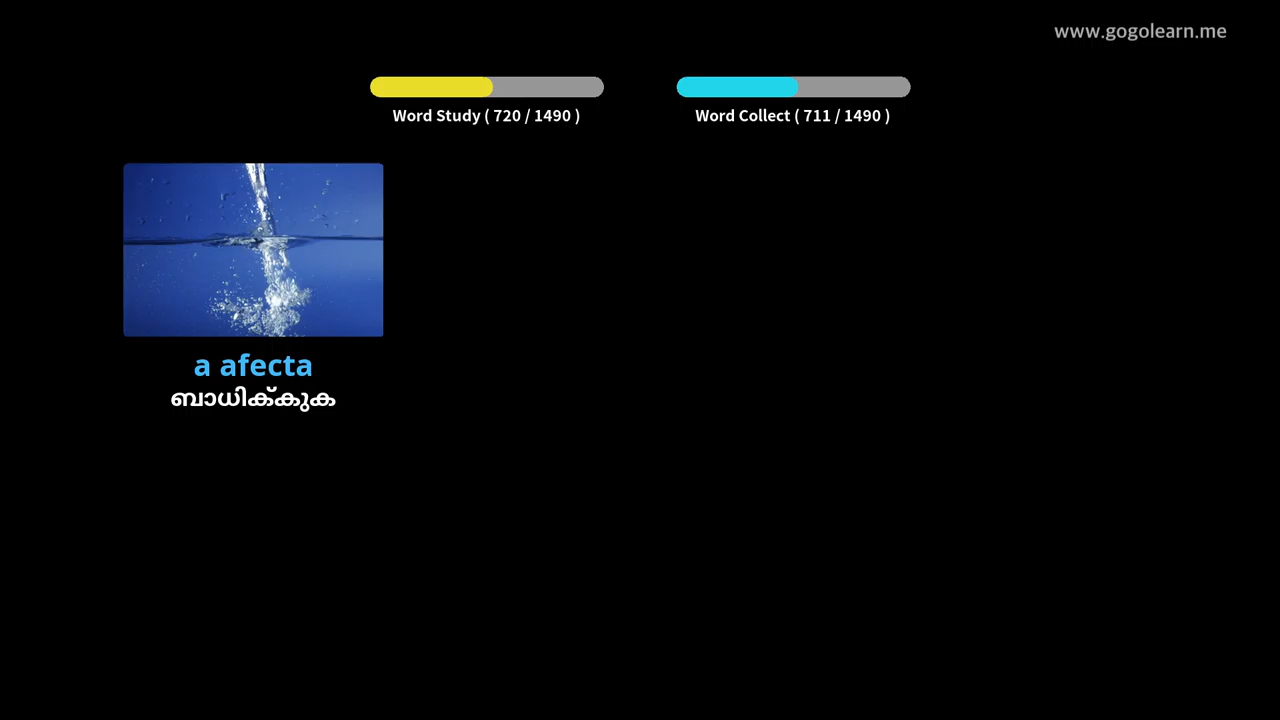 www.gogolearn.me
Word Study ( 720 / 1490 )
Word Collect ( 711 / 1490 )
a afecta
ബാധിക്കുക